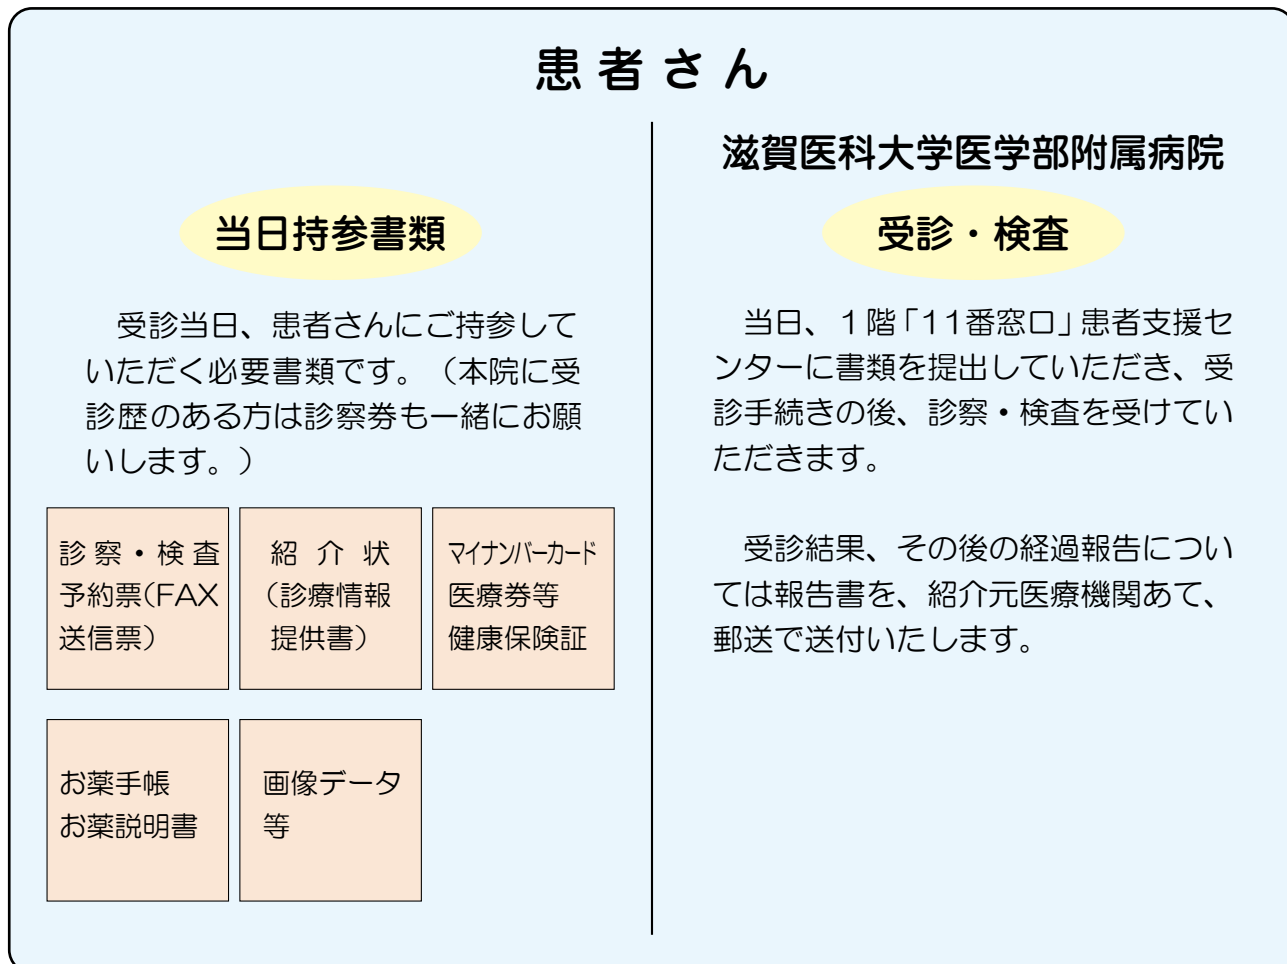 患者さん
当日持参書類
受診当日、患者さんにご持参して
いただく必要書類です。（本院に受
診歴のある方は診察券も一緒にお願
いします。）
診察・検査
予約票(FAX
送信票)
紹介状
(診療情報
提供書)
マイナンバーカード
医療券等
健康保険証
お薬手帳
お薬説明書
画像データ
等
滋賀医科大学医学部附属病院
受診・検査
当日、1階「11番窓口」患者支援セ
ンターに書類を提出していただき、受
診手続きの後、診察・検査を受けてい
ただきます。
受診結果、その後の経過報告につい
ては報告書を、紹介元医療機関あて、
郵送で送付いたします。